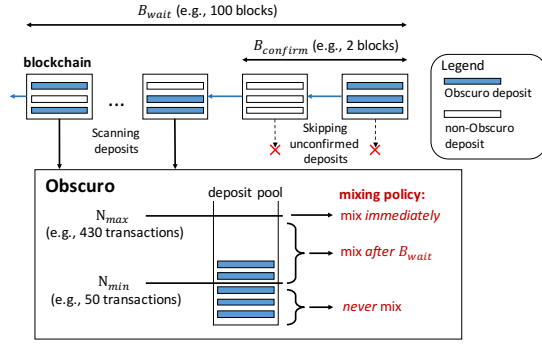 B_wait (e.g., 100 blocks)
B_confirm (e.g., 2 blocks)
blockchain
...
Scanning
deposits
Skipping
unconfirmed
deposits
Legend
Obscuro deposit
non-Obscuro
deposit
Obscuro
deposit pool
mixing policy:
N_max
(e.g., 430 transactions)
mix immediately
mix after B_wait
N_min
(e.g., 50 transactions)
never mix